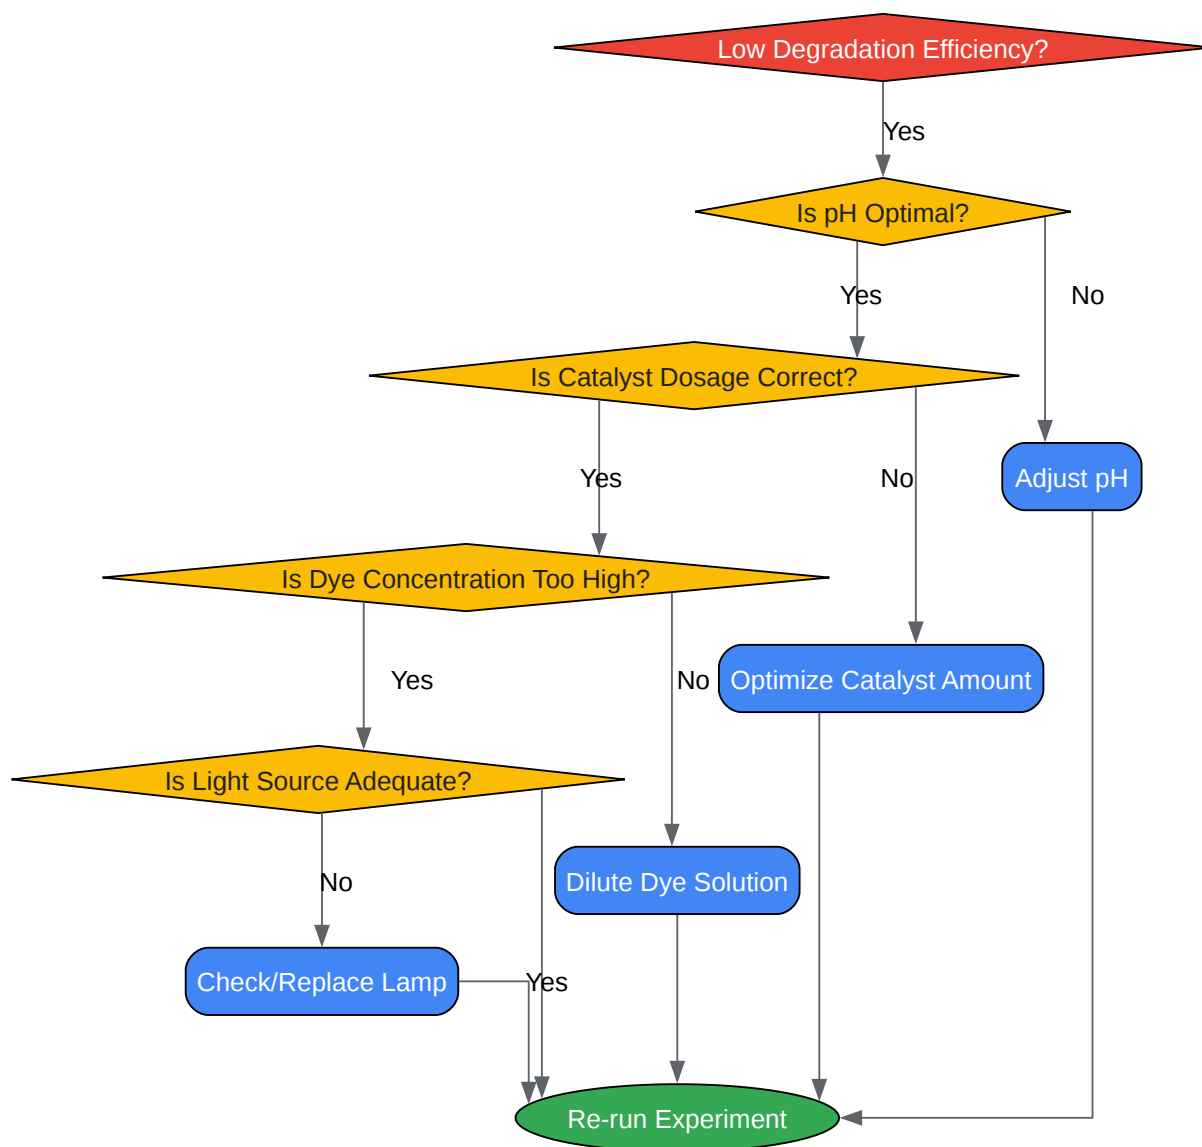 Low Degradation Efficiency?
Yes
Is pH Optimal?
Yes
No
Is Catalyst Dosage Correct?
Yes
No
Adjust pH
Is Dye Concentration Too High?
Yes
No
Optimize Catalyst Amount
Is Light Source Adequate?
No
Dilute Dye Solution
Check/Replace Lamp
Yes
Re-run Experiment